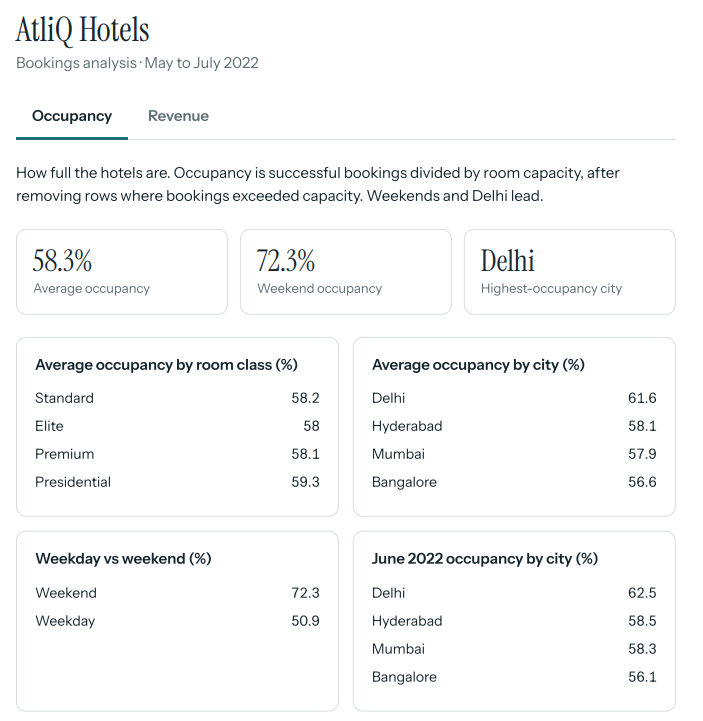 AtliQ Hotels
Bookings analysis · May to July 2022
Occupancy Revenue
How full the hotels are. Occupancy is successful bookings divided by room capacity, after
removing rows where bookings exceeded capacity. Weekends and Delhi lead.
58.3%
Average occupancy
72.3%
Weekend occupancy
Delhi
Highest-occupancy city
Average occupancy by room class (%)
Standard 58.2
Elite 58
Premium 58.1
Presidential 59.3
Average occupancy by city (%)
Delhi 61.6
Hyderabad 58.1
Mumbai 57.9
Bangalore 56.6
Weekday vs weekend (%)
Weekend 72.3
Weekday 50.9
June 2022 occupancy by city (%)
Delhi 62.5
Hyderabad 58.5
Mumbai 58.3
Bangalore 56.1